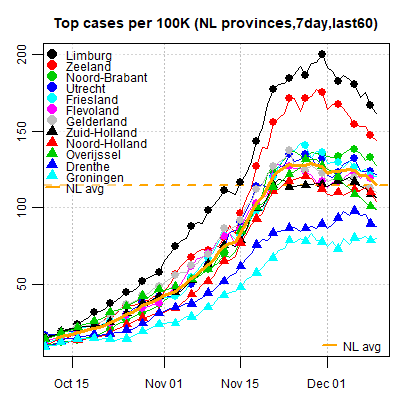 Top cases per 100K (NL provinces,7day,last60)
200
150
100
50
Limburg
Zeeland
Noord-Brabant
Utrecht
Friesland
Flevoland
Gelderland
Zuid-Holland
Noord-Holland
Overijssel
Drenthe
Groningen
NL avg
NL avg
Oct 15
Nov 01
Nov 15
Dec 01